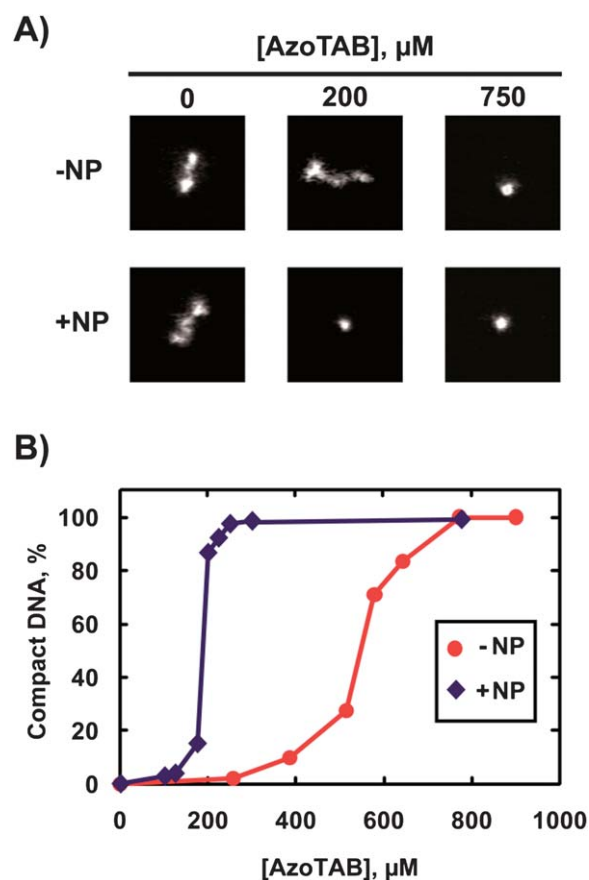 A)
[AzoTAB], µM
0 200 750
-NP
+NP
B)
100
80
60
40
20
0
Compact DNA, %
- NP
+NP
0 200 400 600 800 1000
[AzoTAB], µM